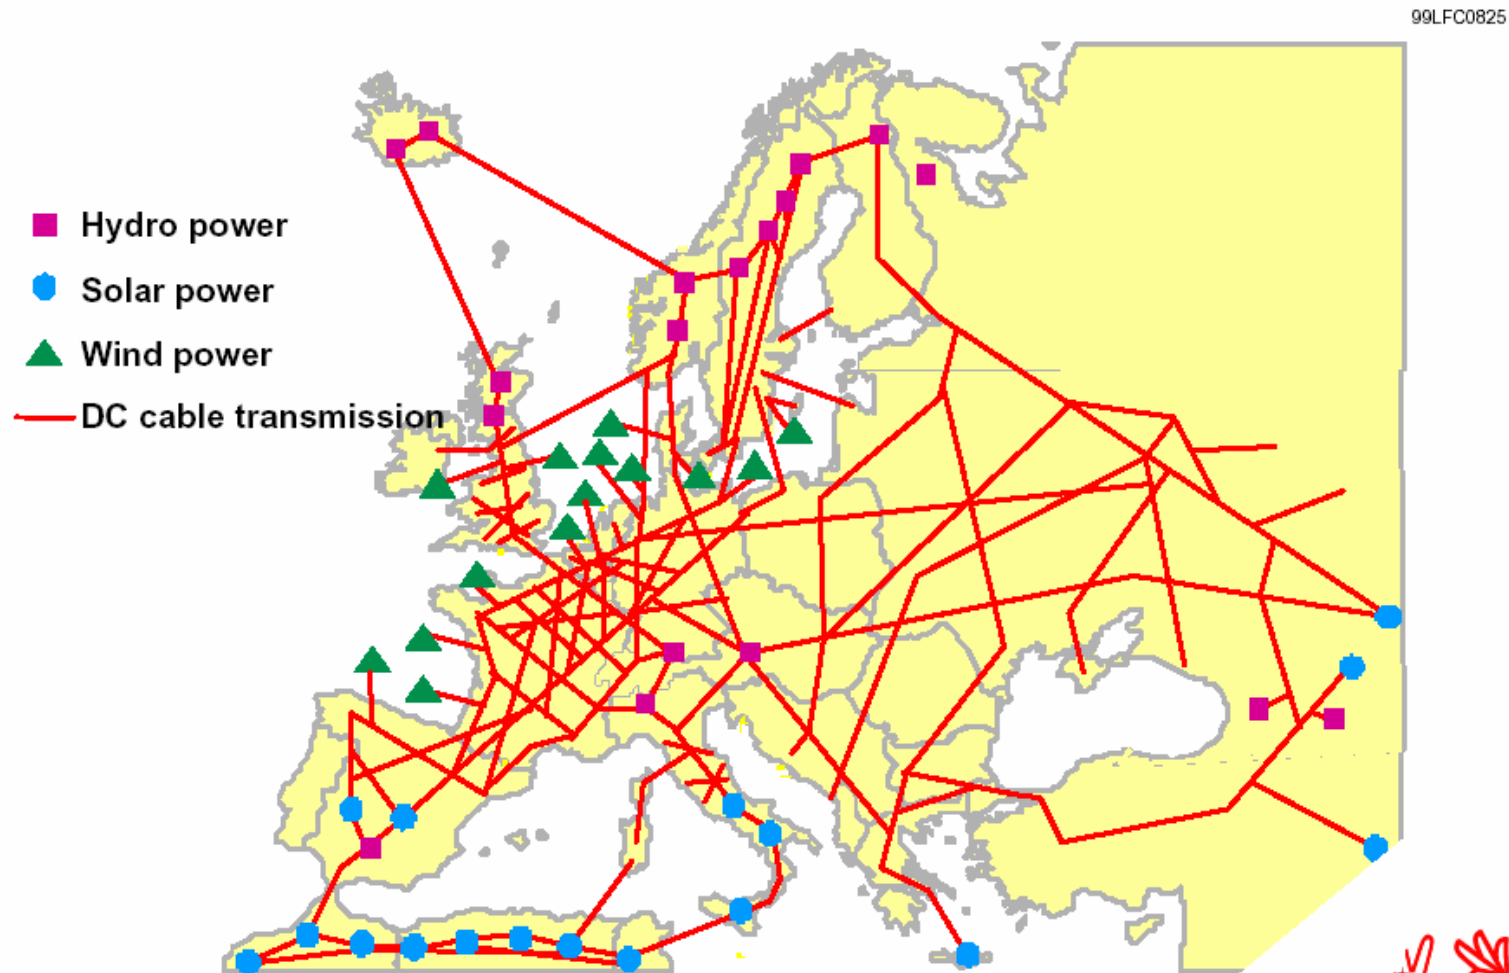 99LFC0825
Hydro power
Solar power
Wind power
DC cable transmission